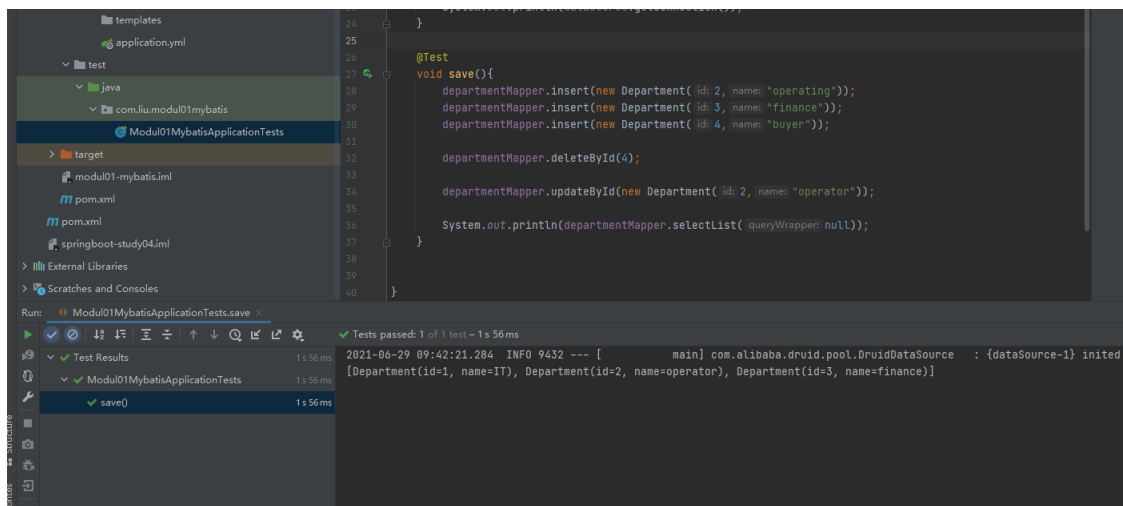 templates
application.yml
test
java
com.liu.modul01mybatis
Modul01MybatisApplicationTests
target
modul01-mybatis.iml
pom.xml
pom.xml
springboot-study04.iml
External Libraries
Scratches and Consoles
24 }
25
26 @Test
27 void save(){
28 departmentMapper.insert(new Department( id: 2, name: "operating"));
29 departmentMapper.insert(new Department( id: 3, name: "finance"));
30 departmentMapper.insert(new Department( id: 4, name: "buyer"));
31
32 departmentMapper.deleteById(4);
33
34 departmentMapper.updateById(new Department( id: 2, name: "operator"));
35
36 System.out.println(departmentMapper.selectList( queryWrapper: null));
37 }
38
39
40 }
Run: Modul01MybatisApplicationTests.save
Tests passed: 1 of 1 test – 1 s 56 ms
Test Results 1 s 56 ms
Modul01MybatisApplicationTests 1 s 56 ms
save() 1 s 56 ms
2021-06-29 09:42:21.284 INFO 9432 --- [ main] com.alibaba.druid.pool.DruidDataSource : {dataSource-1} inited
[Department(id=1, name=IT), Department(id=2, name=operator), Department(id=3, name=finance)]
Structure